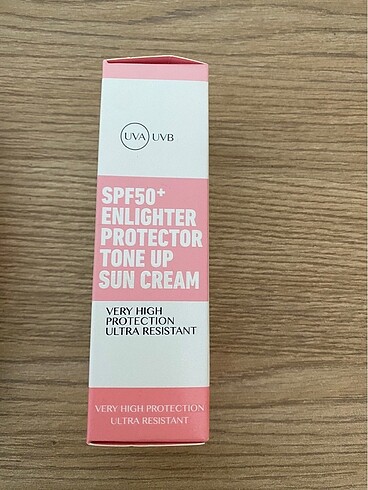 UVA UVB
SPF50+
ENLIGHTER
PROTECTOR
TONE UP
SUN CREAM
VERY HIGH
PROTECTION
ULTRA RESISTANT
VERY HIGH PROTECTION
ULTRA RESISTANT